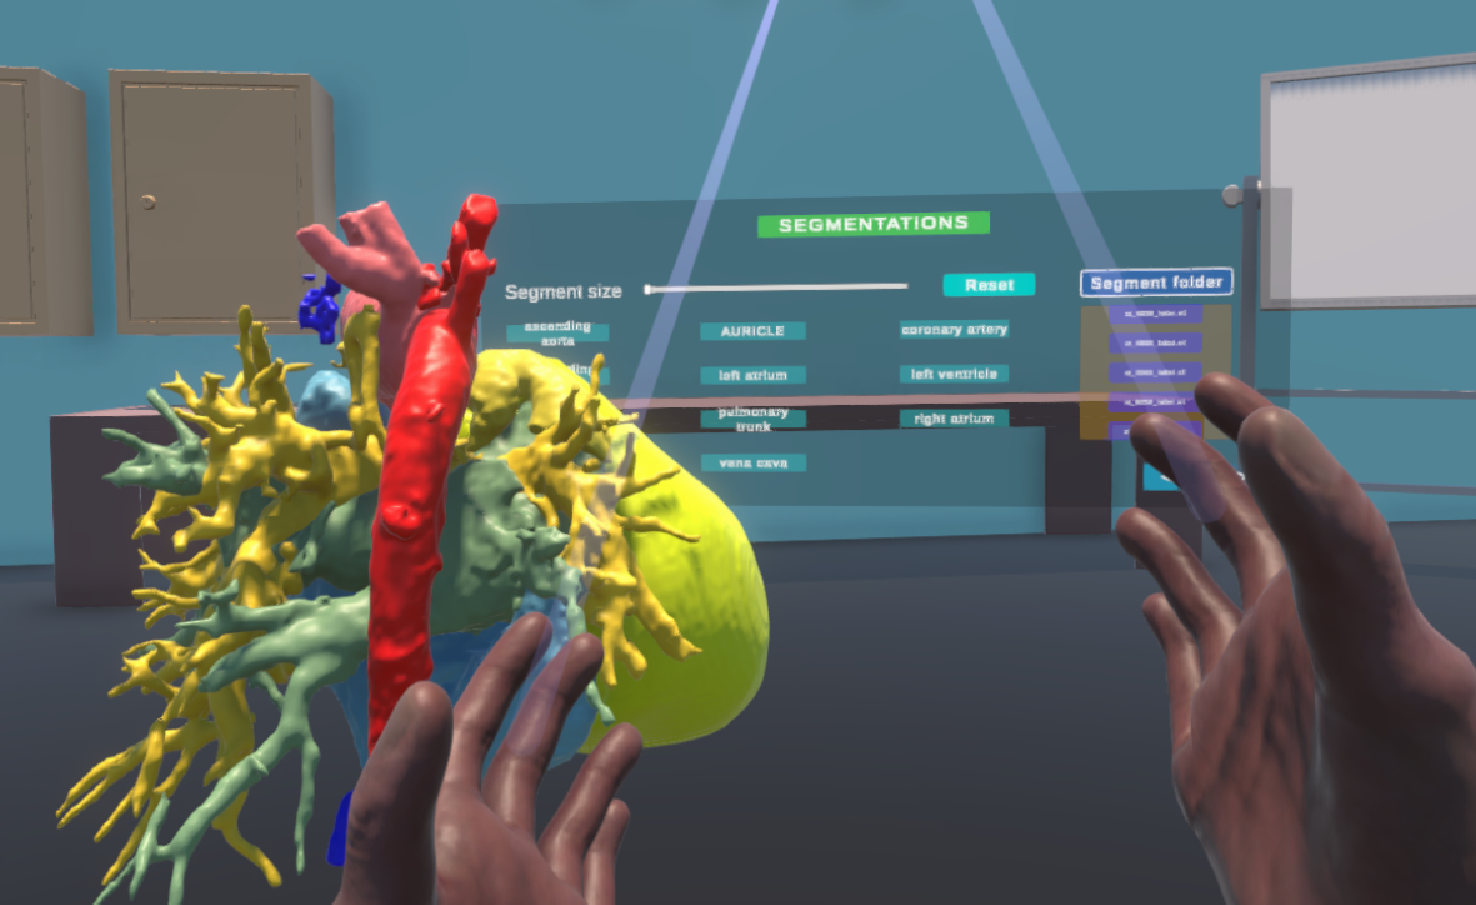 SEGMENTATIONS
Segment size
Reset
Segment folder
ascending
aorta
AURICLE
coronary artery
left atrium
left ventricle
pulmonary
trunk
right atrium
vena cava